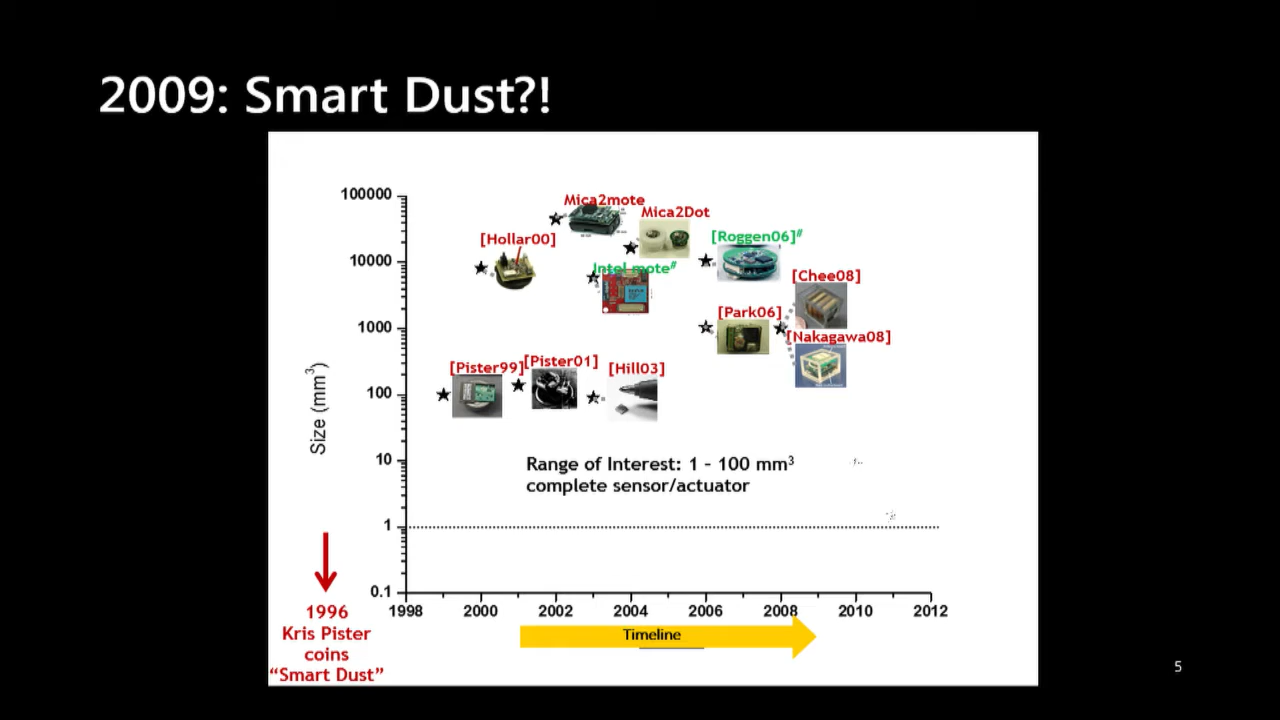 2009: Smart Dust?!
100000
10000
1000
100
10
1
0.1
Size (mm³)
Mica2mote
Mica2Dot
[Hollar00]
[Roggen06]#
Intel mote#
[Chee08]
[Park06]
[Nakagawa08]
[Pister99]
[Pister01]
[Hill03]
Range of Interest: 1 – 100 mm³
complete sensor/actuator
1998 2000 2002 2004 2006 2008 2010 2012
Timeline
1996
Kris Pister
coins
“Smart Dust”
5